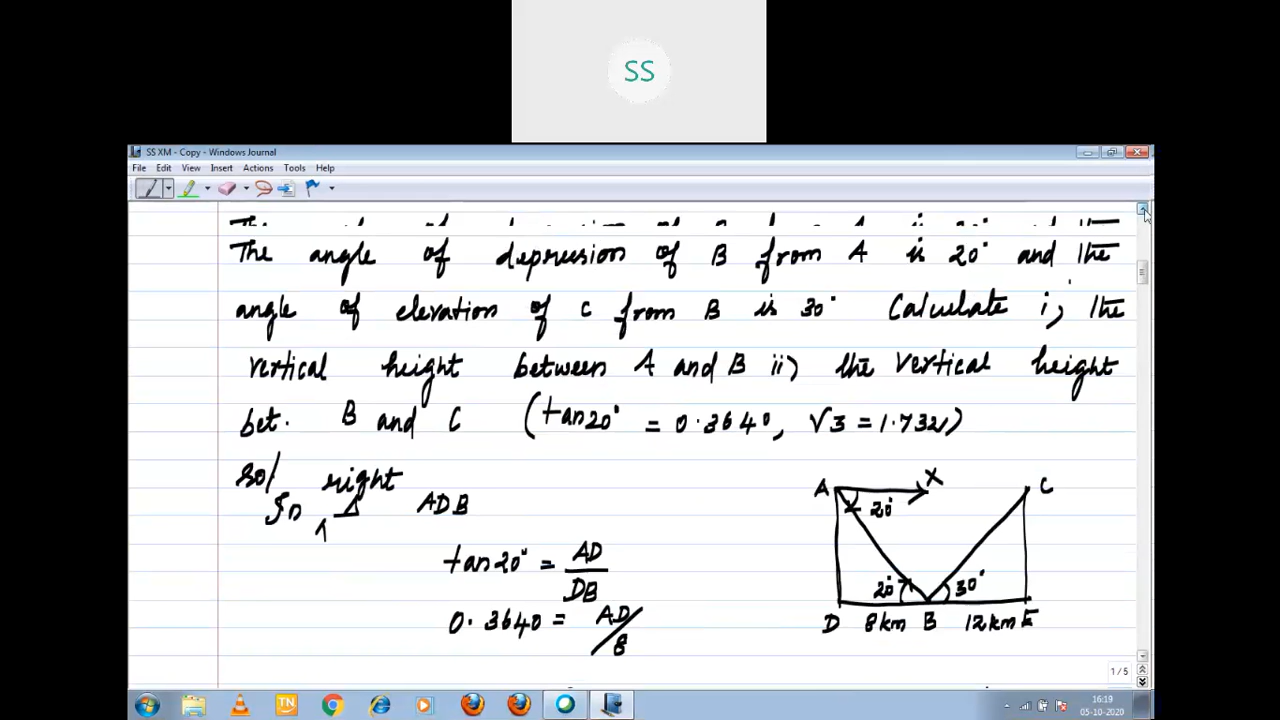 SS
SS XM - Copy - Windows Journal
File Edit View Insert Actions Tools Help
The angle of depression of B from A is 20° and the
angle of elevation of C from B is 30° Calculate i) the
vertical height between A and B ii) the vertical height
bet. B and C (tan20° = 0.3640, √3 = 1.732)
Sol
right
In Δ ADB
tan20° = AD/DB
0.3640 = AD/8
A X C
20°
20° 30°
D 8km B 12km E
1/5
TN
16:19
05-10-2020